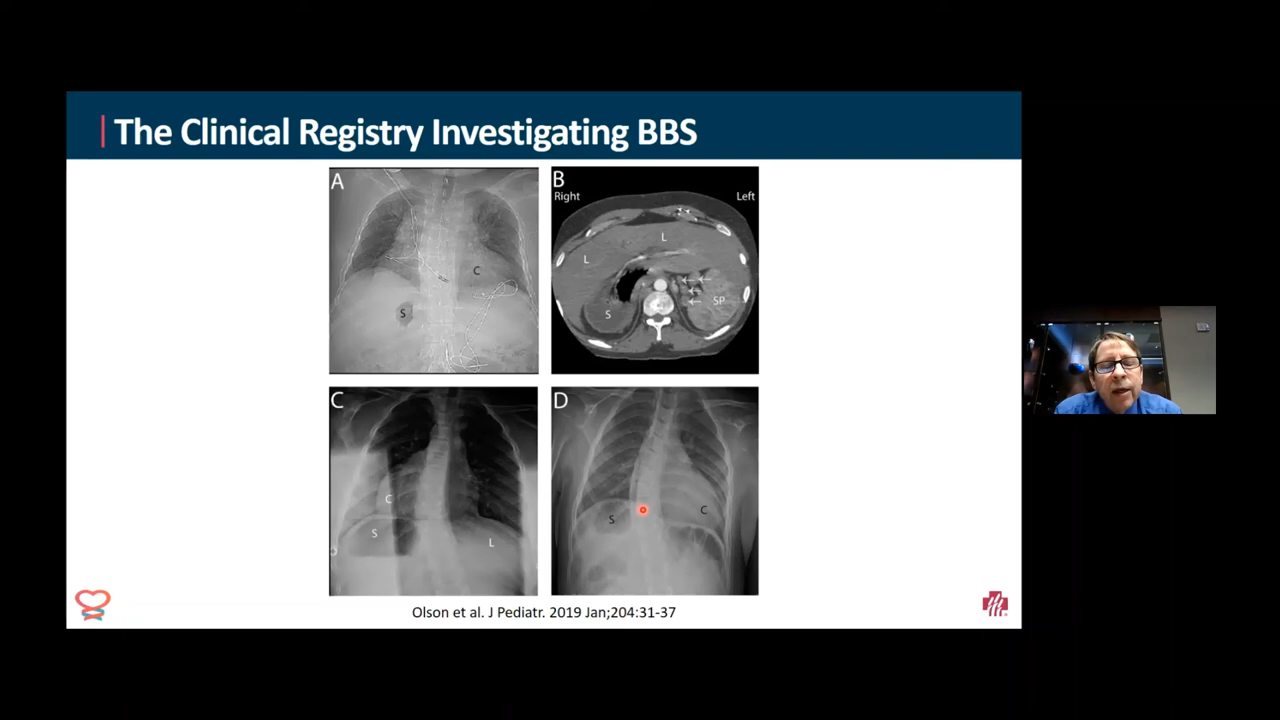 The Clinical Registry Investigating BBS
A
C
S
B
Right
Left
L
L
S
SP
C
C
S
L
D
S
C
Olson et al. J Pediatr. 2019 Jan;204:31-37